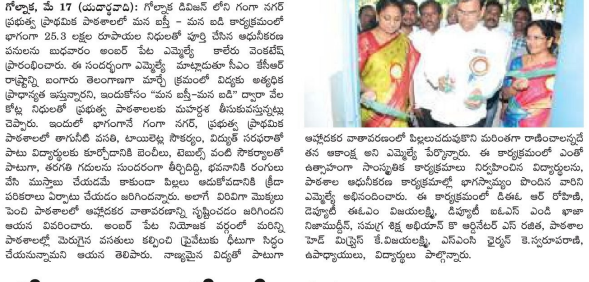 గోల్నాక, మే 17 (యదార్థవాది): గోల్నాక డివిజన్ లోని గంగా నగర్
ప్రభుత్వ ప్రాథమిక పాఠశాలలో మన బస్తీ – మన బడి కార్యక్రమంలో
భాగంగా 25.3 లక్షల రూపాయల నిధులతో పూర్తి చేసిన ఆధునీకరణ
పనులను బుధవారం అంబర్ పేట ఎమ్మెల్యే కాలేరు వెంకటేష్
ప్రారంభించారు. ఈ సందర్భంగా ఎమ్మెల్యే మాట్లాడుతూ సీఎం కేసీఆర్
రాష్ట్రాన్ని బంగారు తెలంగాణగా మార్చే క్రమంలో విద్యకు అత్యధిక
ప్రాధాన్యత ఇస్తున్నారని, ఇందుకోసం "మన బస్తీ–మన బడి" ద్వారా వేల
కోట్ల నిధులతో ప్రభుత్వ పాఠశాలలకు మహర్దశ తీసుకువస్తున్నట్లు
చెప్పారు. ఇందులో భాగంగానే గంగా నగర్, ప్రభుత్వ ప్రాథమిక
పాఠశాలలో తాగునీటి వసతి, టాయిలెట్ల సౌకర్యం, విద్యుత్ సరఫరాతో
పాటు విద్యార్థులకు కూర్చోడానికి బెంచీలు, టెబుల్స్ వంటి సౌకర్యాలతో
పాటుగా, తరగతి గదులను సుందరంగా తీర్చిదిద్ది, భవనానికి రంగులు
వేసి ముస్తాబు చేయడమే కాకుండా పిల్లలు ఆడుకోవడానికి క్రీడా
పరికరాలు ఏర్పాటు చేయడం జరిగిందన్నారు. అలాగే విరివిగా మొక్కలు
పెంచి పాఠశాలలో ఆహ్లాదకర వాతావరణాన్ని సృష్టించడం జరిగిందని
ఆయన వివరించారు. అంబర్ పేట నియోజక వర్గంలో మరిన్ని
పాఠశాలల్లో మెరుగైన వసతులు కల్పించి ప్రైవేటుకు ధీటుగా సిద్ధం
చేయనున్నామని ఆయన తెలిపారు. నాణ్యమైన విద్యతో పాటుగా
ఆహ్లాదకర వాతావరణంలో పిల్లలుచదువుకొని మరింతగా రాణించాలన్నదే
తన ఆకాంక్ష అని ఎమ్మెల్యే పేర్కొన్నారు. ఈ కార్యక్రమంలో ఎంతో
ఉత్సాహంగా సాంస్కృతిక కార్యక్రమాలు నిర్వహించిన విద్యార్థులను,
పాఠశాల ఆధునీకరణ కార్యక్రమాల్లో భాగస్వామ్యం పొందిన వారిని
ఎమ్మెల్యే అభినందించారు. ఈ కార్యక్రమంలో డిఈఓ ఆర్ రోహిణి,
డెప్యూటీ ఈఓఎం విజయలక్ష్మి, డిప్యూటీ ఐఓఎస్ ఎండి ఖాజా
నిజాముద్దీన్, సమగ్ర శిక్ష అభియాన్ కో ఆర్డినేటర్ ఎస్ రజిత, పాఠశాల
హెడ్ మిస్ట్రెస్ కే.విజయలక్ష్మి, ఎస్ఎంసి ఛైర్మన్ కె.స్వరూపరాణి,
ఉపాధ్యాయులు, విద్యార్థులు పాల్గొన్నారు.